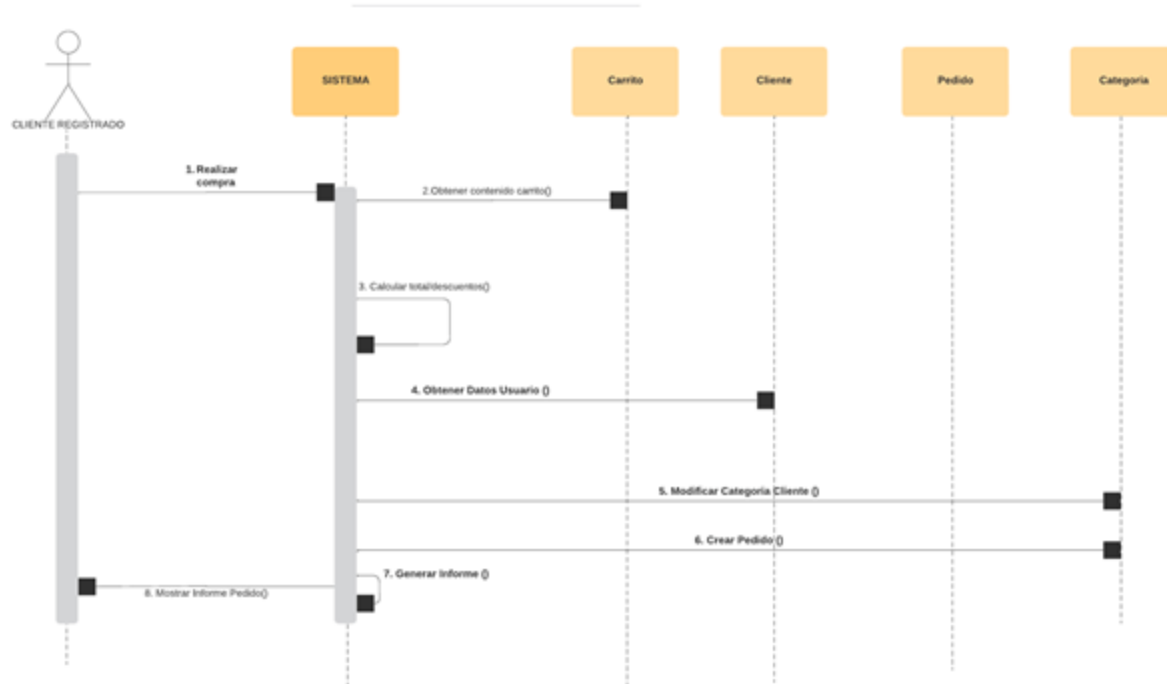 SISTEMA
Carrito
Cliente
Pedido
Categoria
CLIENTE REGISTRADO
1. Realizar
compra
2.Obtener contenido carrito()
3. Calcular total/descuentos()
4. Obtener Datos Usuario ()
5. Modificar Categoria Cliente ()
6. Crear Pedido ()
7. Generar Informe ()
8. Mostrar Informe Pedido()